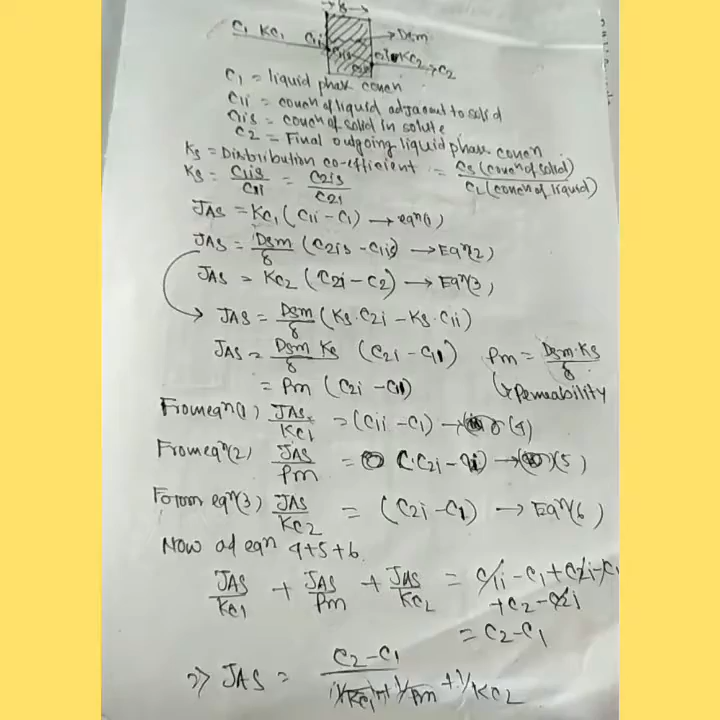 δ
C1 KC1 C1i Dsm
KC2 C2
C1 = liquid phase concn
C1i = concn of liquid adjacent to solid
C1is = concn of solid in solute
C2 = Final outgoing liquid phase concn
Ks = Distribution co-efficient = Cs (concn of solid) / CL (concn of liquid)
Ks = C1is/C1i = C2is/C2i
JAS = KC1 (C1i - C1) → eqn(1)
JAS = Dsm/δ (C2is - C1is) → Eqn(2)
JAS = KC2 (C2i - C2) → Eqn(3)
JAS = Dsm/δ (Ks·C2i - Ks·C1i)
JAS = Dsm Ks/δ (C2i - C1i) Pm = Dsm·Ks/δ
= Pm (C2i - C1i) ↳ Permeability
From eqn(1) JAS/KC1 = (C1i - C1) → (4)
From eqn(2) JAS/Pm = (C2i - C1i) → (5)
Form eqn(3) JAS/KC2 = (C2i - C1) → Eqn(6)
Now ad eqn 4+5+6
JAS/KC1 + JAS/Pm + JAS/KC2 = C1i - C1 + C2i - C1
+ C2 - C2i
= C2 - C1
⇒ JAS = C2 - C1 / 1/KC1 + 1/Pm + 1/KC2